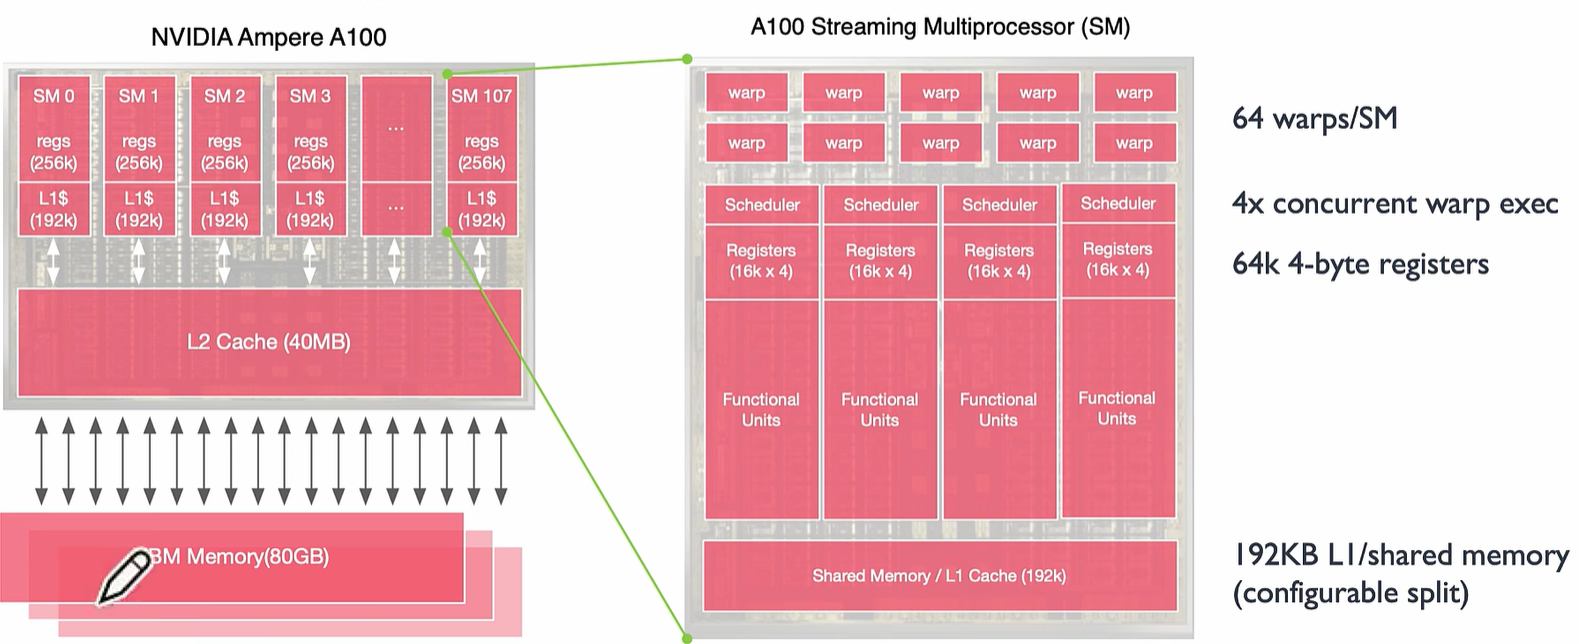 NVIDIA Ampere A100
SM 0
regs
(256k)
L1$
(192k)
SM 1
regs
(256k)
L1$
(192k)
SM 2
regs
(256k)
L1$
(192k)
SM 3
regs
(256k)
L1$
(192k)
...
...
SM 107
regs
(256k)
L1$
(192k)
L2 Cache (40MB)
BM Memory(80GB)
A100 Streaming Multiprocessor (SM)
warp warp warp warp warp
warp warp warp warp warp
Scheduler Scheduler Scheduler Scheduler
Registers
(16k x 4)
Registers
(16k x 4)
Registers
(16k x 4)
Registers
(16k x 4)
Functional
Units
Functional
Units
Functional
Units
Functional
Units
Shared Memory / L1 Cache (192k)
64 warps/SM
4x concurrent warp exec
64k 4-byte registers
192KB L1/shared memory
(configurable split)